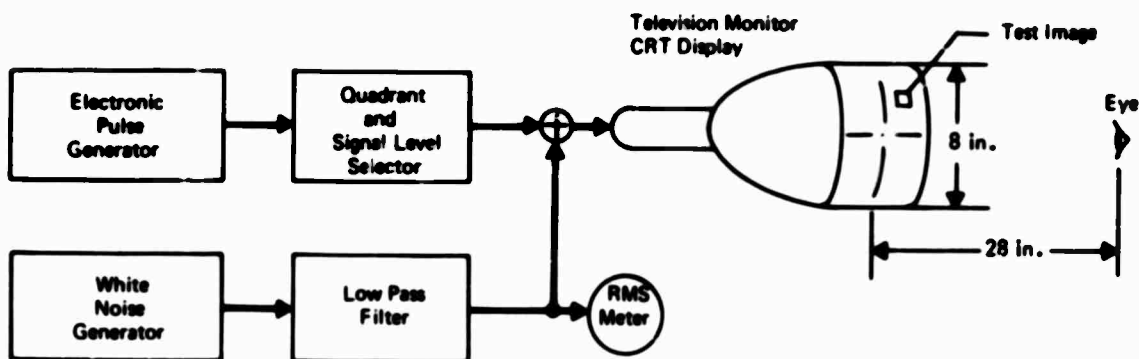 Television Monitor
CRT Display
Test Image
Electronic
Pulse
Generator
Quadrant
and
Signal Level
Selector
8 in.
Eye
28 in.
White
Noise
Generator
Low Pass
Filter
RMS
Meter